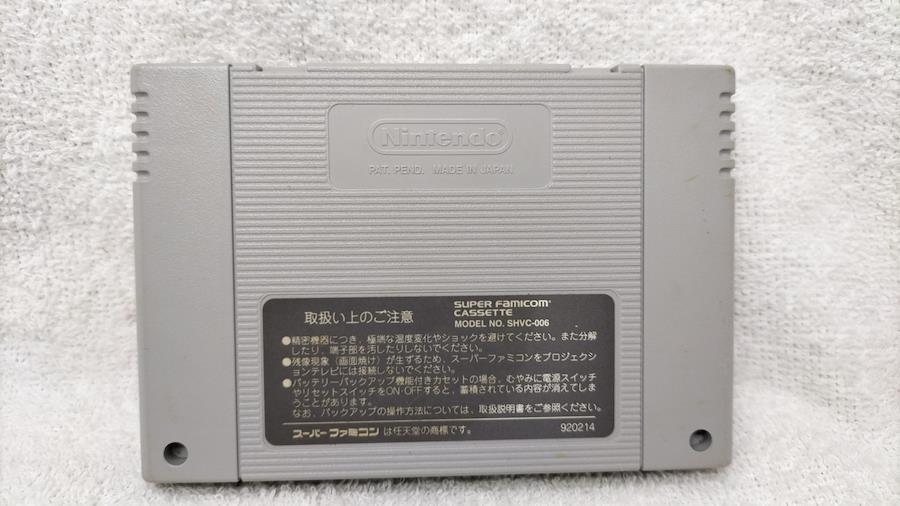 Nintendo
PAT. PEND. MADE IN JAPAN
取扱い上のご注意
SUPER FAMICOM
CASSETTE
MODEL NO. SHVC-006
●精密機器につき、極端な温度変化やショックを避けてください。また分解
したり、端子部を汚したりしないでください。
●残像現象（画面焼け）が生ずるため、スーパーファミコンをプロジェクシ
ョンテレビには接続しないでください。
●バッテリーバックアップ機能付きカセットの場合、むやみに電源スイッチ
やリセットスイッチをON・OFFすると、蓄積されている内容が消えてしま
うことがあります。
なお、バックアップの操作方法については、取扱説明書をご参照ください。
スーパーファミコンは任天堂の商標です。
920214